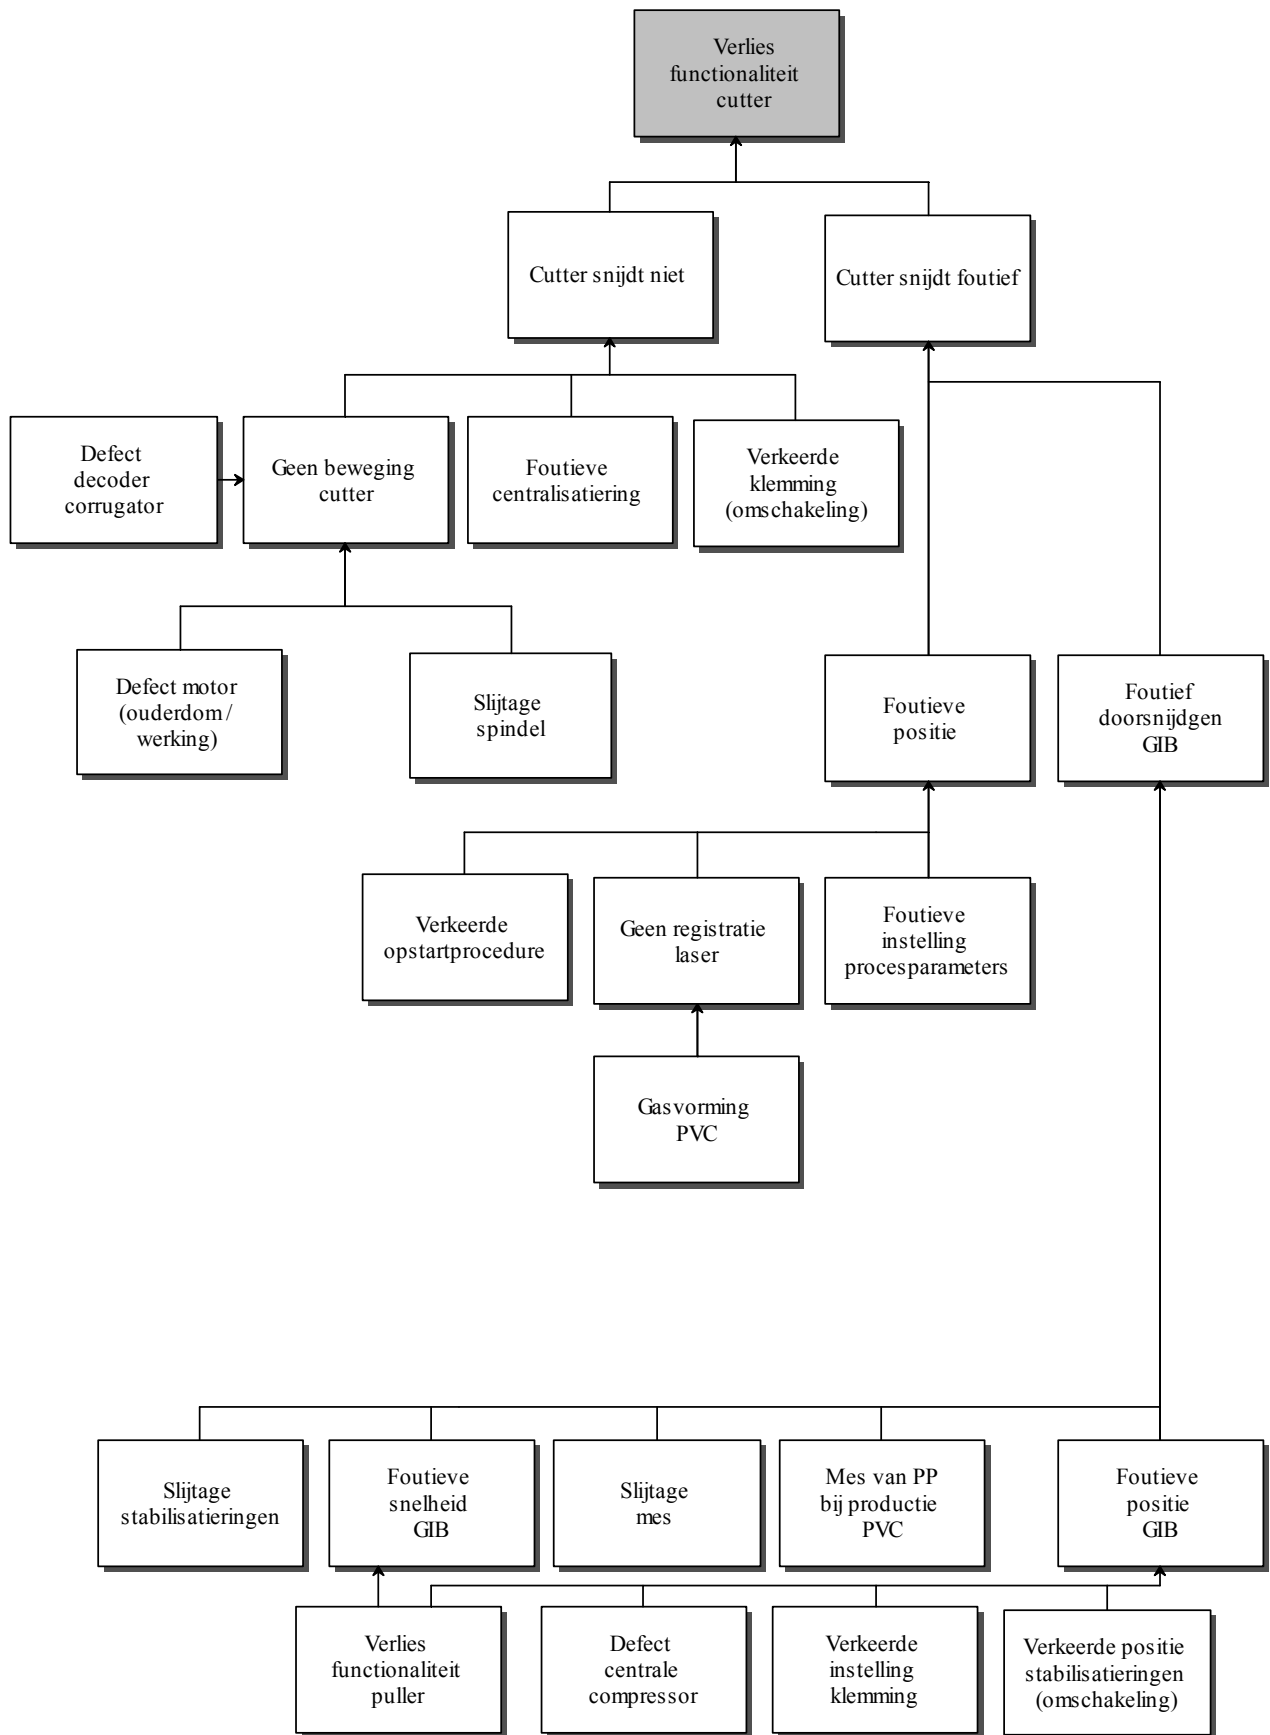 Verlies
functionaliteit
cutter
Cutter snijdt niet
Cutter snijdt foutief
Defect
decoder
corrugator
Geen beweging
cutter
Foutieve
centralisatiering
Verkeerde
klemming
(omschakeling)
Defect motor
(ouderdom /
werking)
Slijtage
spindel
Foutieve
positie
Foutief
doorsnijdgen
GIB
Verkeerde
opstartprocedure
Geen registratie
laser
Foutieve
instelling
procesparameters
Gasvorming
PVC
Slijtage
stabilisatieringen
Foutieve
snelheid
GIB
Slijtage
mes
Mes van PP
bij productie
PVC
Foutieve
positie
GIB
Verlies
functionaliteit
puller
Defect
centrale
compressor
Verkeerde
instelling
klemming
Verkeerde positie
stabilisatieringen
(omschakeling)